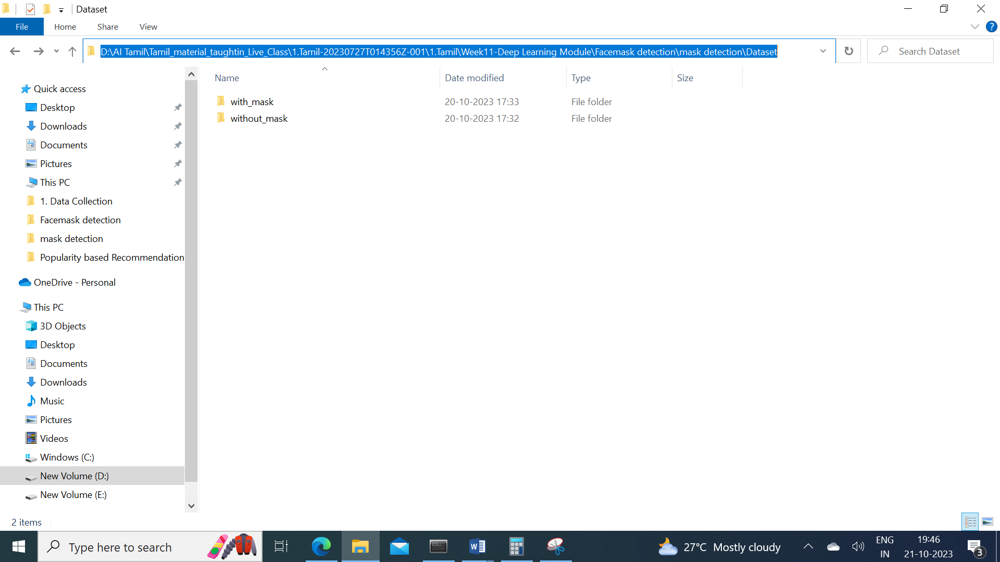 Dataset
File Home Share View
?
D:\AI Tamil\Tamil_material_taughtin_Live_Class\1.Tamil-20230727T014356Z-001\1.Tamil\Week11-Deep Learning Module\Facemask detection\mask detection\Dataset
Search Dataset
Name Date modified Type Size
with_mask 20-10-2023 17:33 File folder
without_mask 20-10-2023 17:32 File folder
Quick access
Desktop
Downloads
Documents
Pictures
This PC
1. Data Collection
Facemask detection
mask detection
Popularity based Recommendation
OneDrive - Personal
This PC
3D Objects
Desktop
Documents
Downloads
Music
Pictures
Videos
Windows (C:)
New Volume (D:)
New Volume (E:)
2 items
Type here to search
27°C Mostly cloudy
ENG
IN
19:46
21-10-2023
3